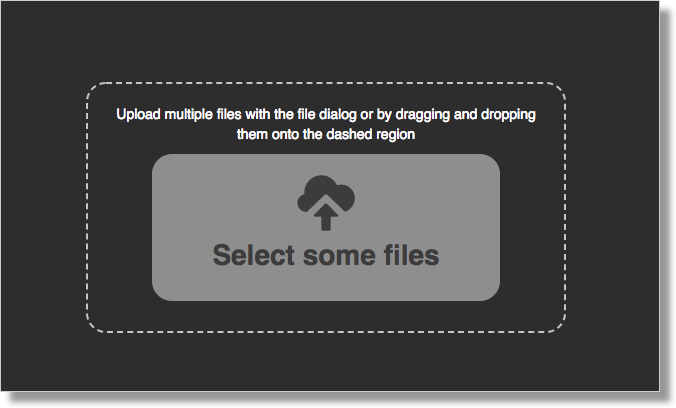 Upload multiple files with the file dialog or by dragging and dropping
them onto the dashed region
Select some files